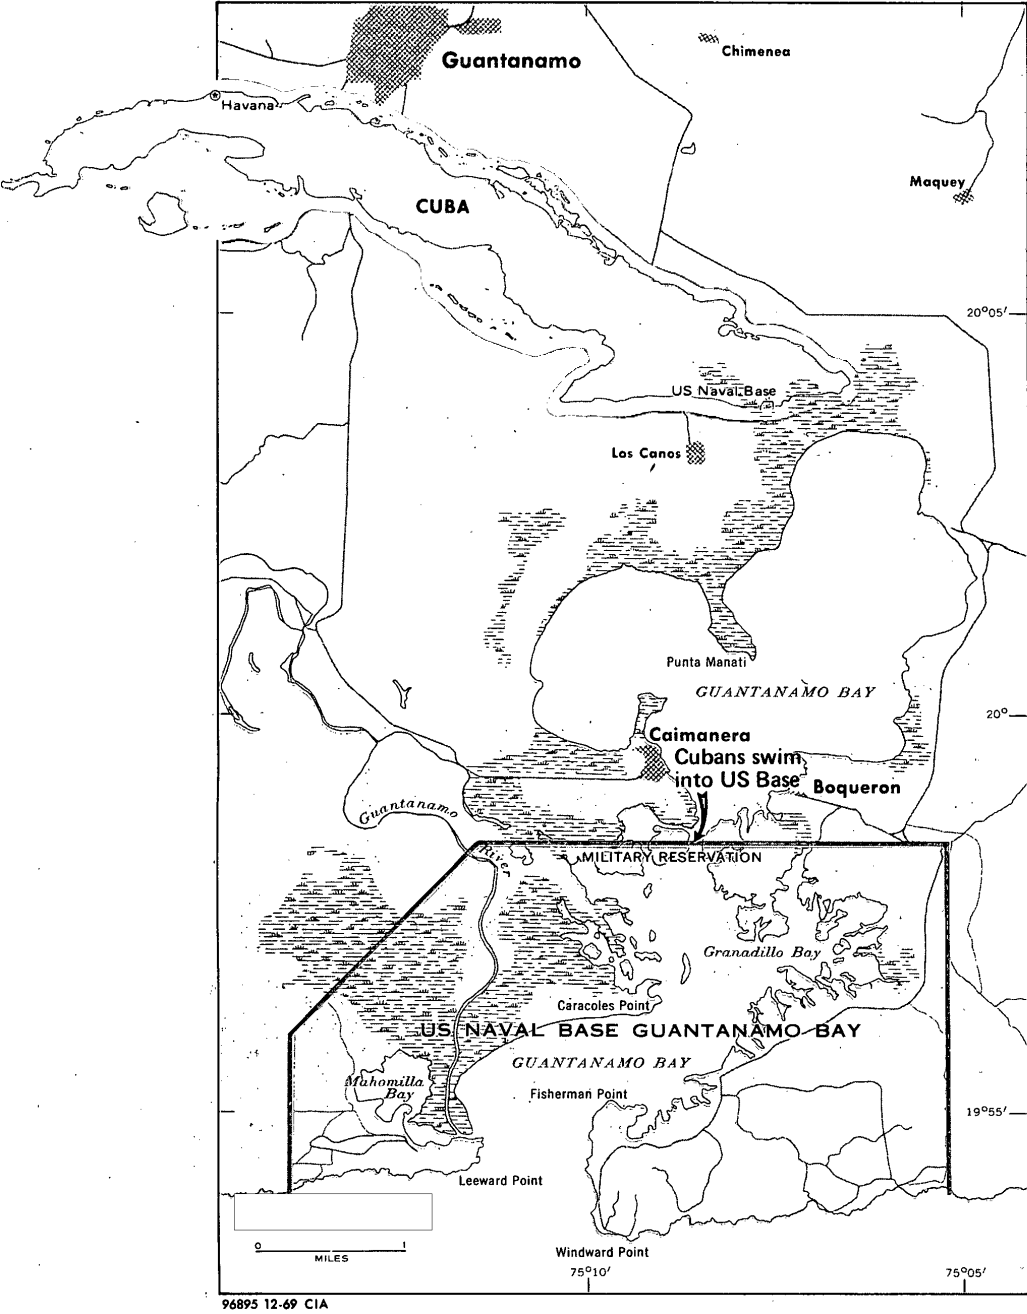 Guantanamo
Chimenea
Havana
Maquey
CUBA
20°05′
US Naval Base
Los Canos
Punta Manati
GUANTANAMO BAY
20°
Caimanera
Cubans swim
into US Base
Boqueron
Guantanamo
River
MILITARY RESERVATION
Granadillo Bay
Caracoles Point
US NAVAL BASE GUANTANAMO BAY
GUANTANAMO BAY
Mahomilla
Bay
Fisherman Point
19°55′
Leeward Point
0 1
MILES
Windward Point
75°10′
75°05′
96895 12-69 CIA